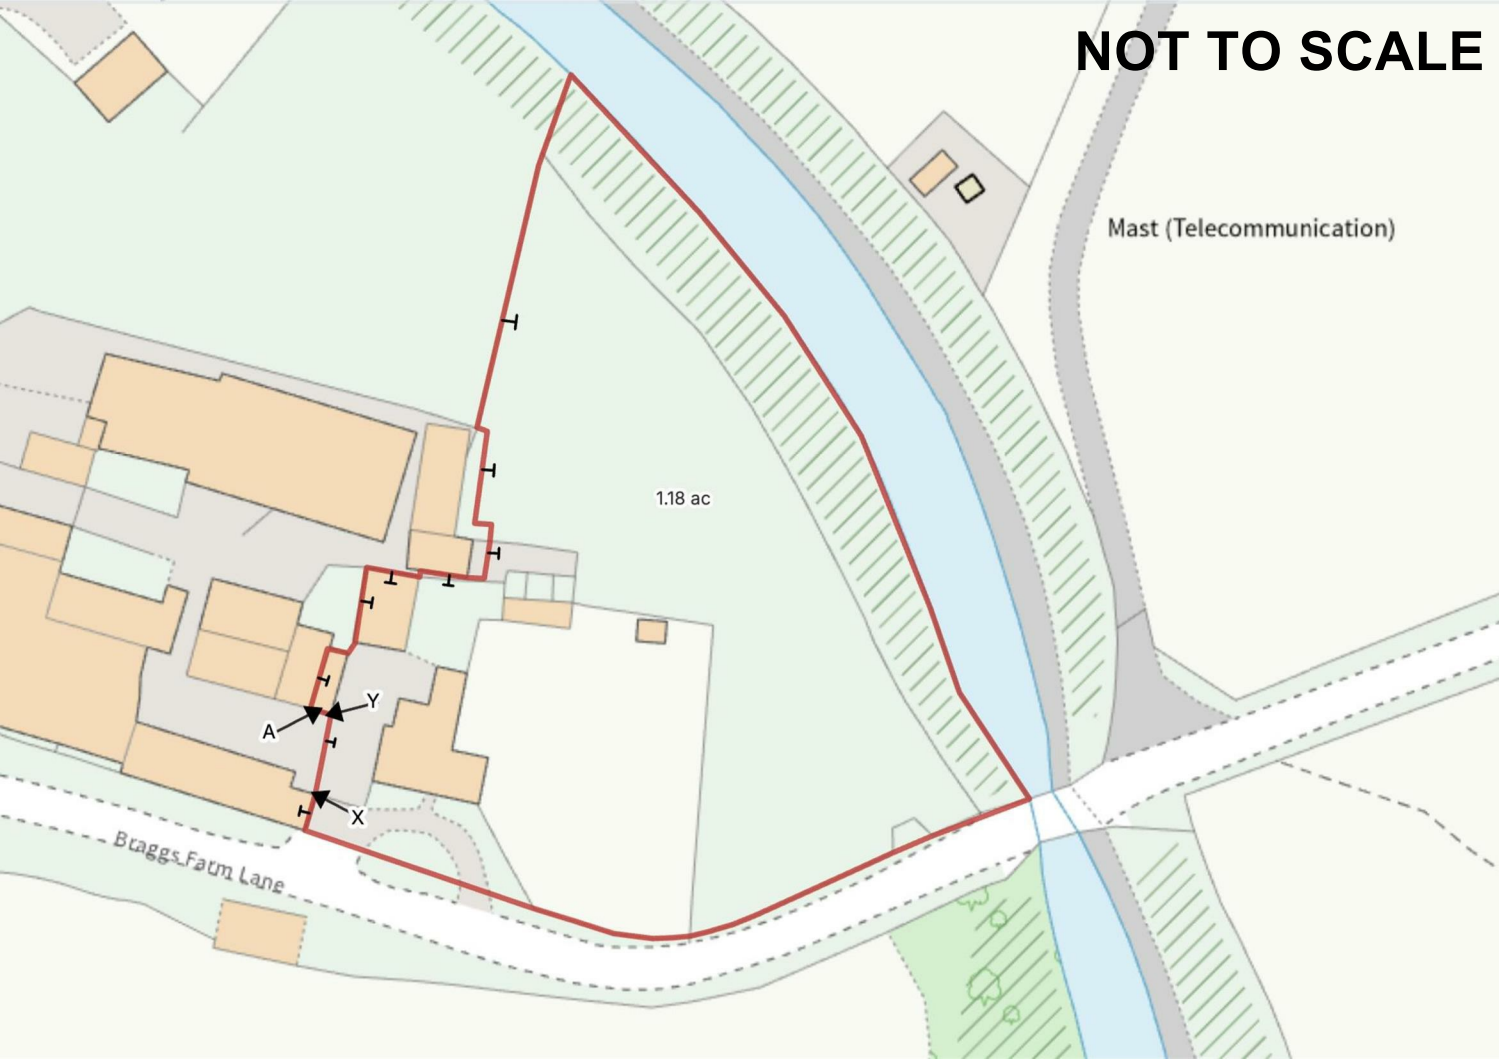 NOT TO SCALE
Mast (Telecommunication)
1.18 ac
Y
A
X
Braggs Farm Lane